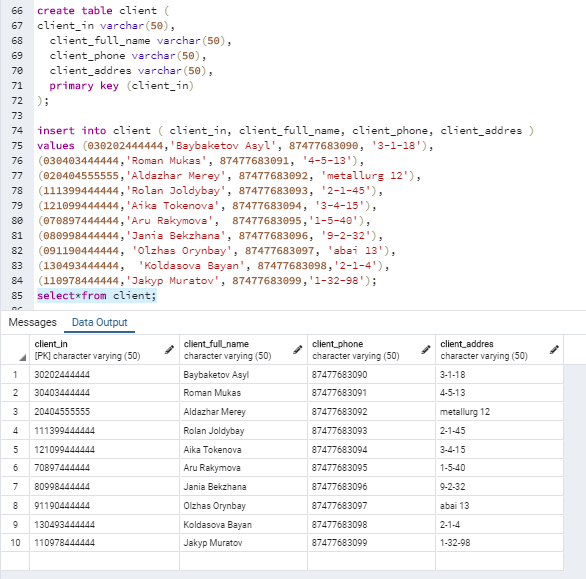 66 create table client (
67 client_in varchar(50),
68 client_full_name varchar(50),
69 client_phone varchar(50),
70 client_addres varchar(50),
71 primary key (client_in)
72 );
73
74 insert into client ( client_in, client_full_name, client_phone, client_addres )
75 values (030202444444,'Baybaketov Asyl', 87477683090, '3-1-18'),
76 (030403444444,'Roman Mukas', 87477683091, '4-5-13'),
77 (020404555555,'Aldazhar Merey', 87477683092, 'metallurg 12'),
78 (111399444444,'Rolan Joldybay', 87477683093, '2-1-45'),
79 (121099444444,'Aika Tokenova', 87477683094, '3-4-15'),
80 (070897444444,'Aru Rakymova', 87477683095,'1-5-40'),
81 (080998444444,'Jania Bekzhana', 87477683096, '9-2-32'),
82 (091190444444, 'Olzhas Orynbay', 87477683097, 'abai 13'),
83 (130493444444, 'Koldasova Bayan', 87477683098,'2-1-4'),
84 (110978444444,'Jakyp Muratov', 87477683099,'1-32-98');
85 select*from client;
Messages Data Output
client_in client_full_name client_phone client_addres
[PK] character varying (50) character varying (50) character varying (50) character varying (50)
1 30202444444 Baybaketov Asyl 87477683090 3-1-18
2 30403444444 Roman Mukas 87477683091 4-5-13
3 20404555555 Aldazhar Merey 87477683092 metallurg 12
4 111399444444 Rolan Joldybay 87477683093 2-1-45
5 121099444444 Aika Tokenova 87477683094 3-4-15
6 70897444444 Aru Rakymova 87477683095 1-5-40
7 80998444444 Jania Bekzhana 87477683096 9-2-32
8 91190444444 Olzhas Orynbay 87477683097 abai 13
9 130493444444 Koldasova Bayan 87477683098 2-1-4
10 110978444444 Jakyp Muratov 87477683099 1-32-98